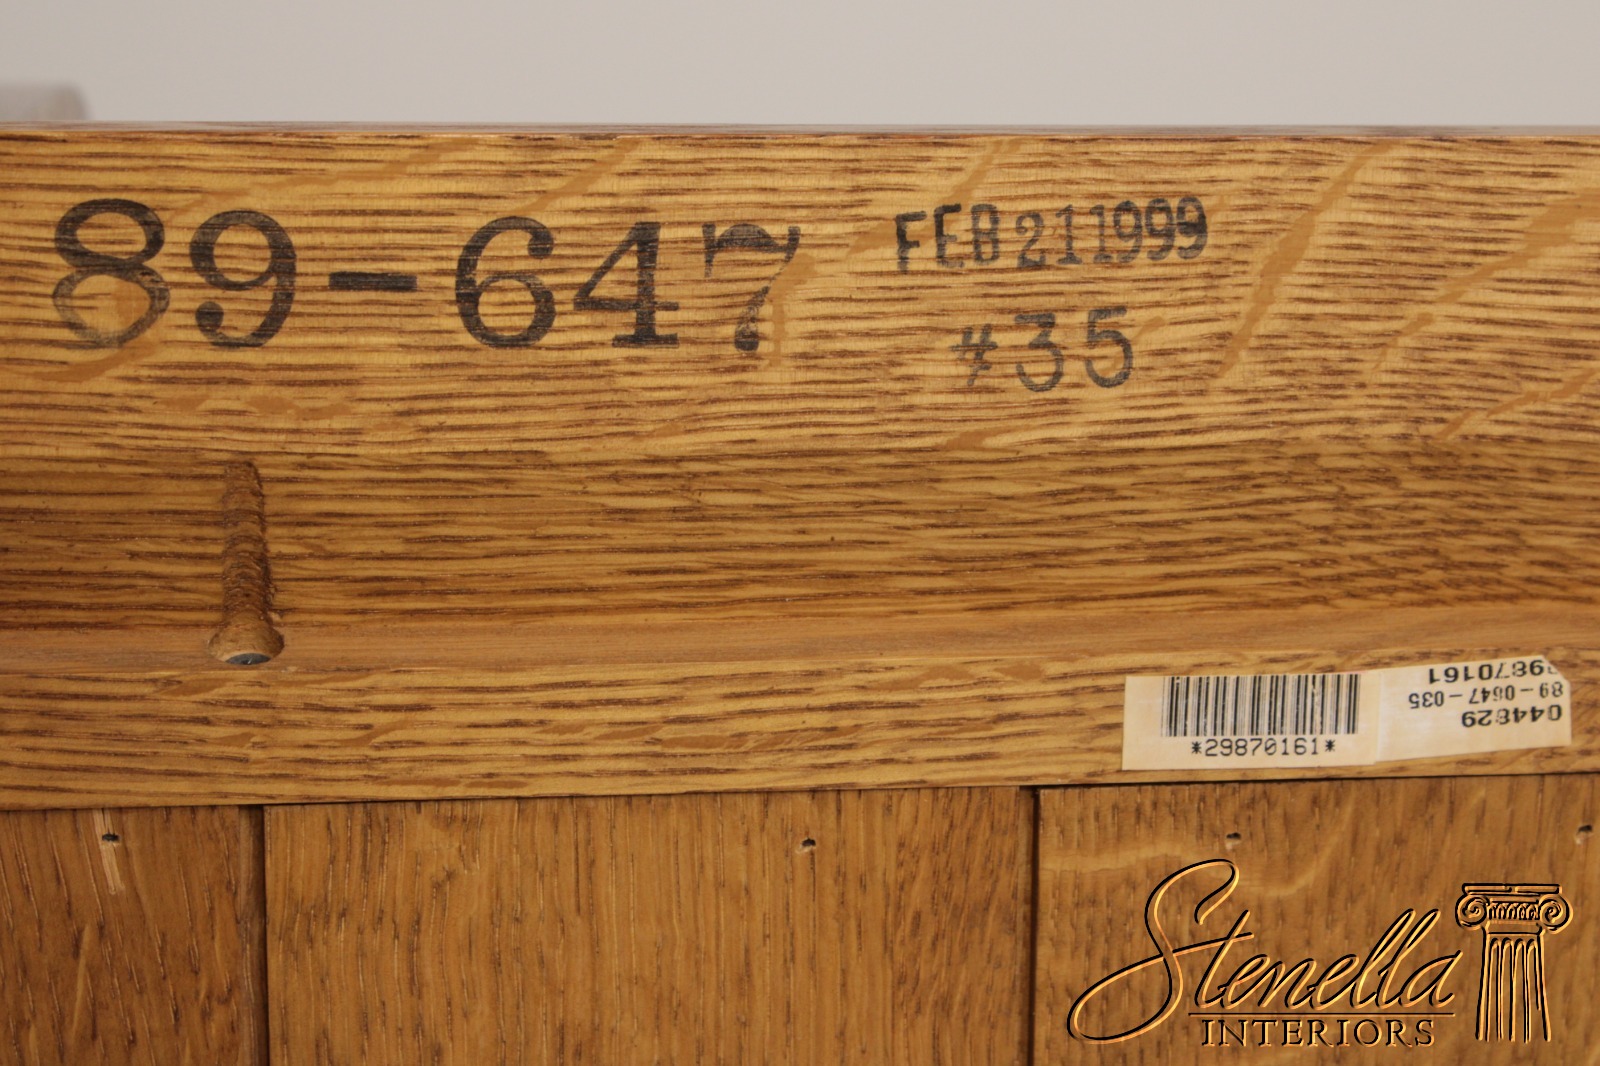 89-647
FEB 21 1999
#35
*29870161*
044829
89-0647-035
29870161
Stenella
INTERIORS